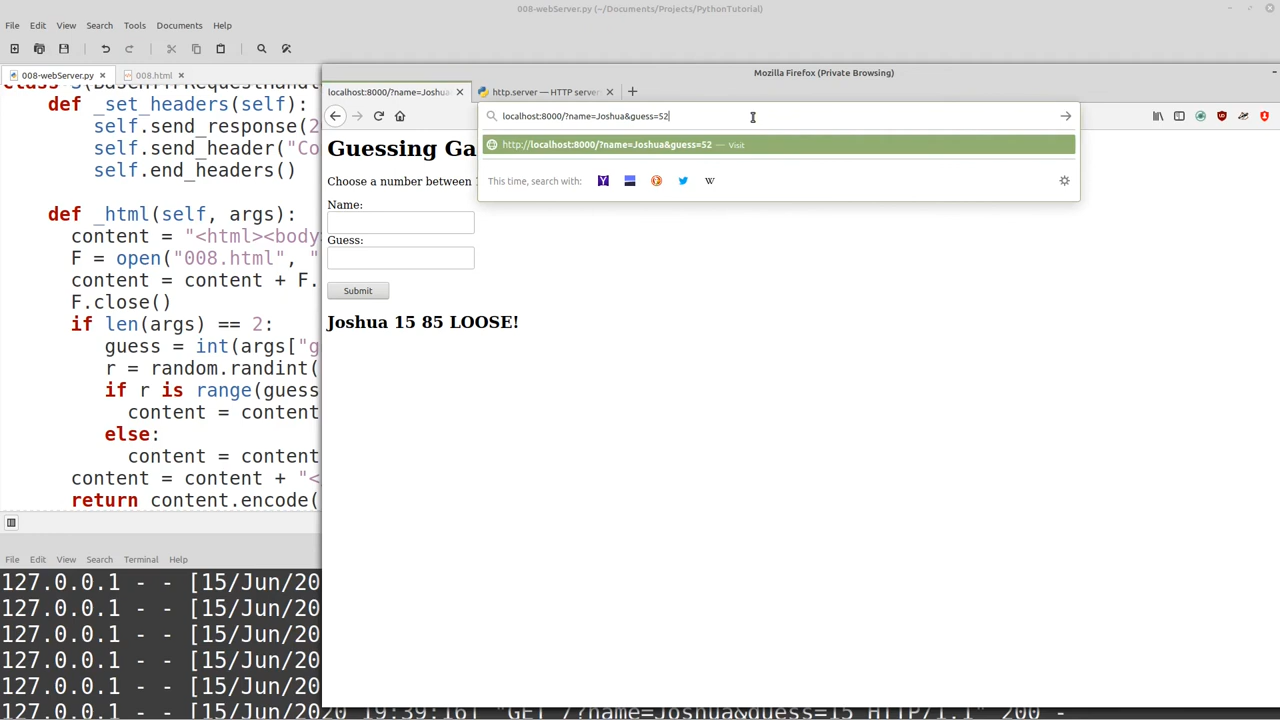 008-webServer.py (~/Documents/Projects/PythonTutorial)
File Edit View Search Tools Documents Help
008-webServer.py
008.html
def _set_headers(self):
self.send_response(2
self.send_header("Co
self.end_headers()
def _html(self, args):
content = "<html><body
F = open("008.html", "
content = content + F.
F.close()
if len(args) == 2:
guess = int(args["g
r = random.randint(
if r is range(guess
content = content
else:
content = content
content = content + "<
return content.encode(
File Edit View Search Terminal Help
127.0.0.1 - - [15/Jun/20
127.0.0.1 - - [15/Jun/20
127.0.0.1 - - [15/Jun/20
127.0.0.1 - - [15/Jun/20
127.0.0.1 - - [15/Jun/20
19:39:16] "GET /?name=Joshua&guess=15 HTTP/1.1" 200 -
Mozilla Firefox (Private Browsing)
localhost:8000/?name=Joshua
http.server — HTTP server
localhost:8000/?name=Joshua&guess=52
http://localhost:8000/?name=Joshua&guess=52 — Visit
This time, search with:
Guessing Ga
Choose a number between
Name:
Guess:
Submit
Joshua 15 85 LOOSE!